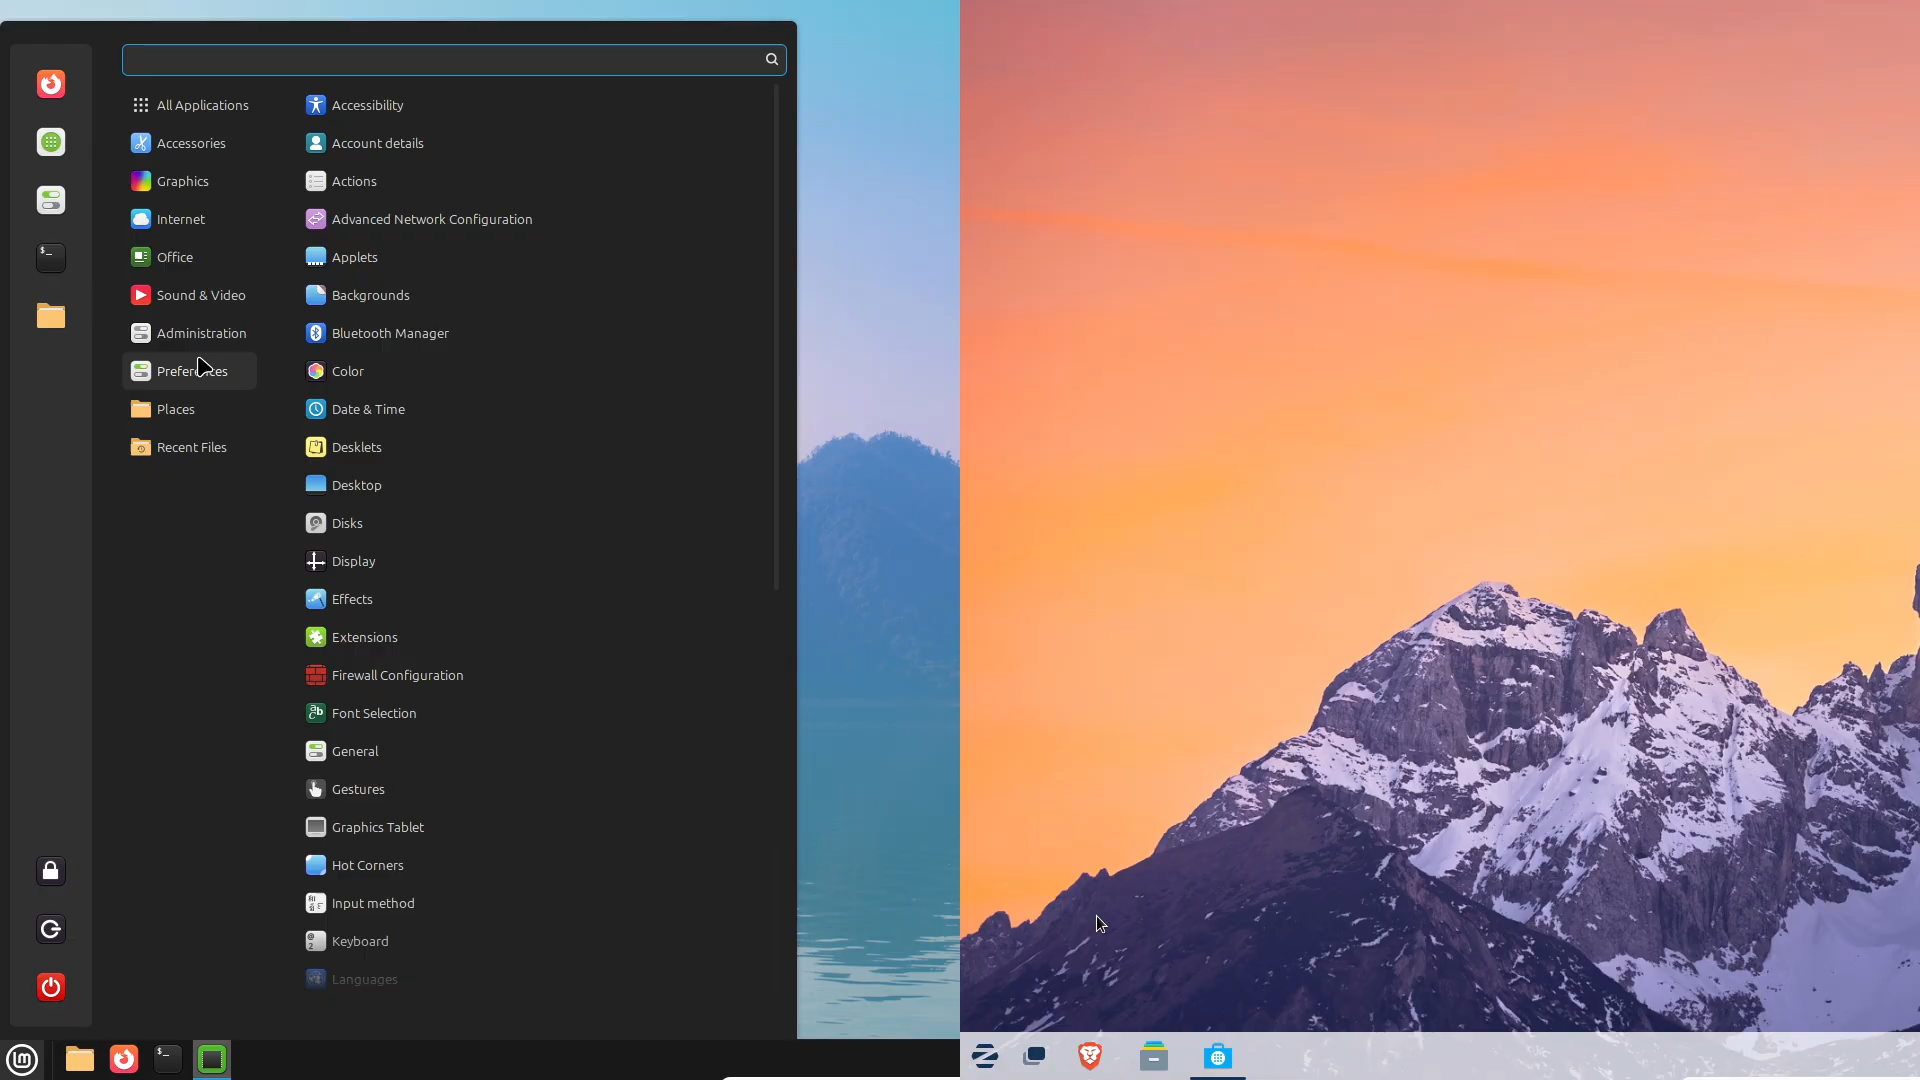 All Applications
Accessories
Graphics
Internet
Office
Sound & Video
Administration
Preferences
Places
Recent Files
Accessibility
Account details
Actions
Advanced Network Configuration
Applets
Backgrounds
Bluetooth Manager
Color
Date & Time
Desklets
Desktop
Disks
Display
Effects
Extensions
Firewall Configuration
Font Selection
General
Gestures
Graphics Tablet
Hot Corners
Input method
Keyboard
Languages